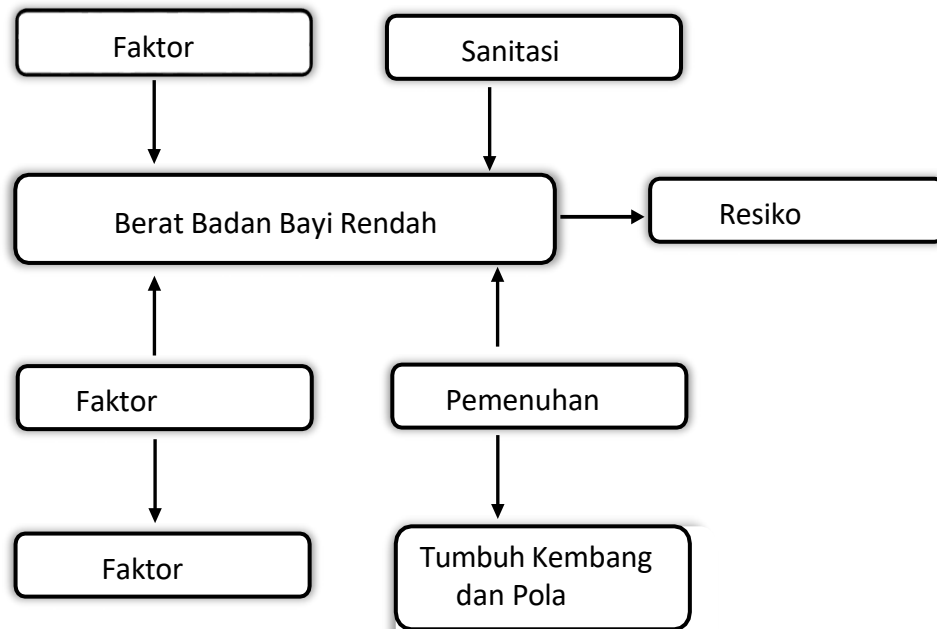 Faktor
Sanitasi
Berat Badan Bayi Rendah
Resiko
Faktor
Pemenuhan
Faktor
Tumbuh Kembang
dan Pola